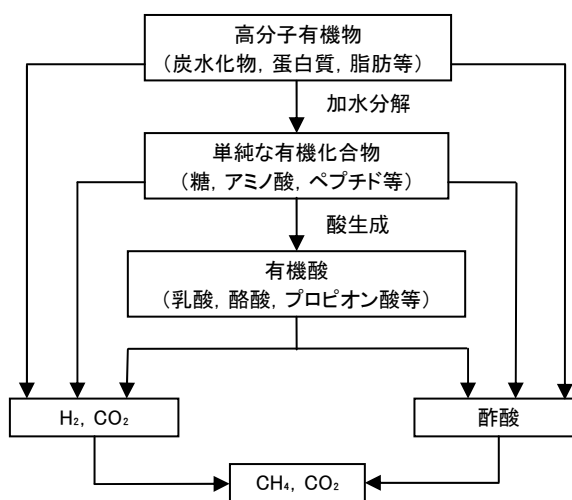 高分子有機物
(炭水化物, 蛋白質, 脂肪等)
加水分解
単純な有機化合物
(糖, アミノ酸, ペプチド等)
酸生成
有機酸
(乳酸, 酪酸, プロピオン酸等)
H₂, CO₂
酢酸
CH₄, CO₂